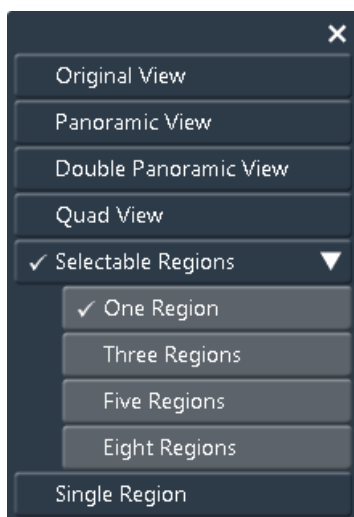 Original View
Panoramic View
Double Panoramic View
Quad View
✓ Selectable Regions ▼
✓ One Region
Three Regions
Five Regions
Eight Regions
Single Region